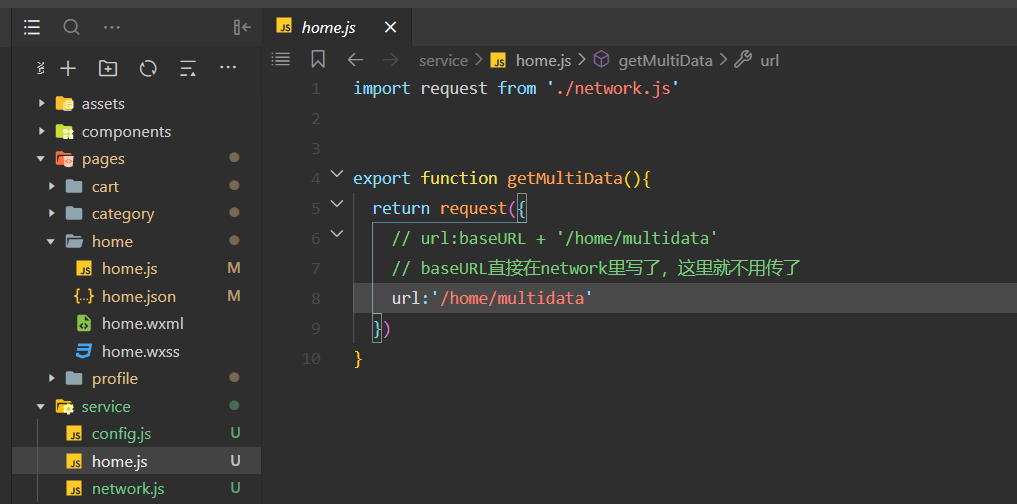 home.js
service > home.js > getMultiData > url
assets
components
pages
cart
category
home
home.js M
home.json M
home.wxml
home.wxss
profile
service
config.js U
home.js U
network.js U
1 import request from './network.js'
2
3
4 export function getMultiData(){
5 return request({
6 // url:baseURL + '/home/multidata'
7 // baseURL直接在network里写了，这里就不用传了
8 url:'/home/multidata'
9 })
10 }